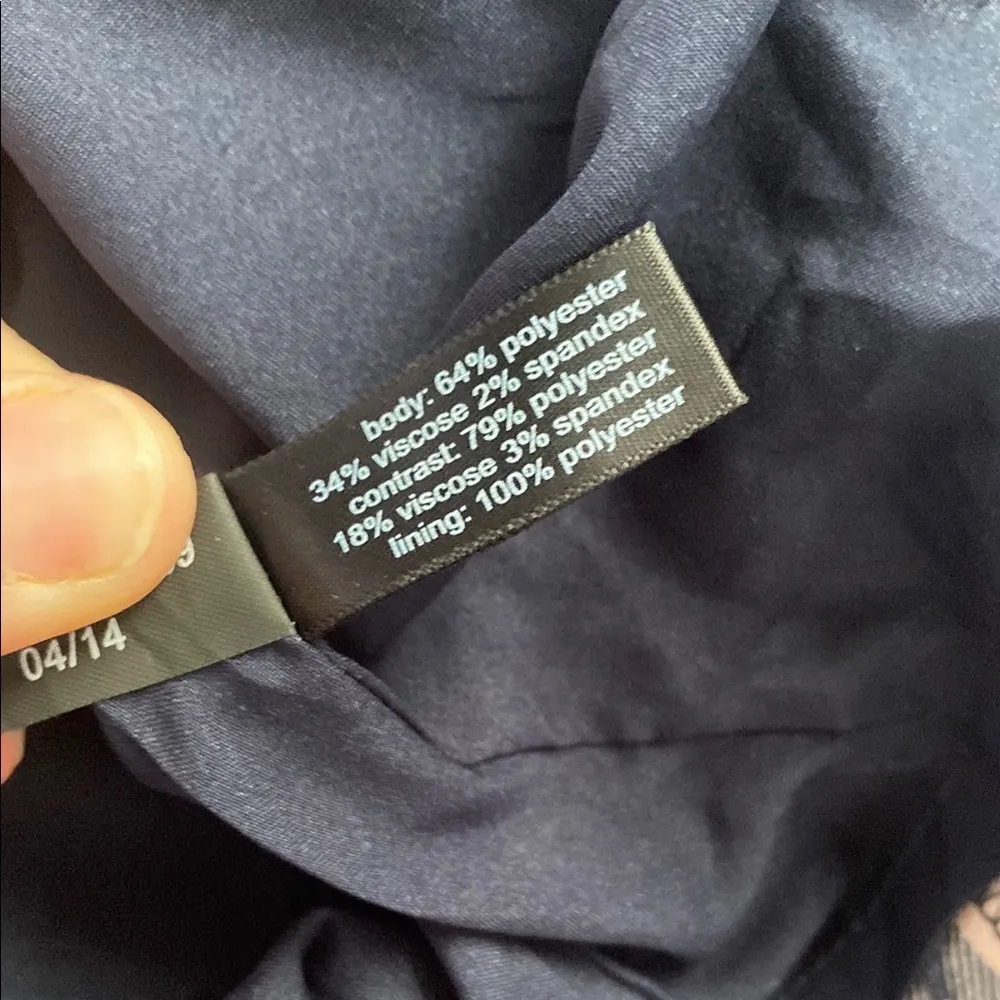 body: 64% polyester
34% viscose 2% spandex
contrast: 79% polyester
18% viscose 3% spandex
lining: 100% polyester
04/14